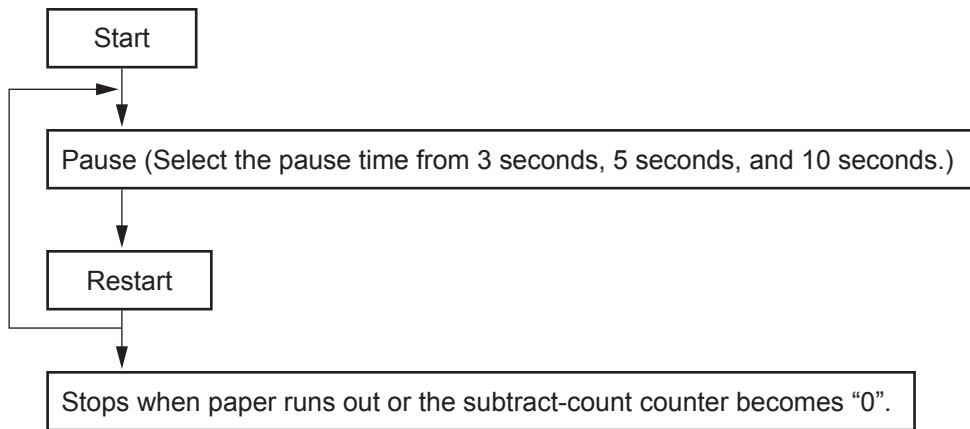 Start
Pause (Select the pause time from 3 seconds, 5 seconds, and 10 seconds.)
Restart
Stops when paper runs out or the subtract-count counter becomes “0”.